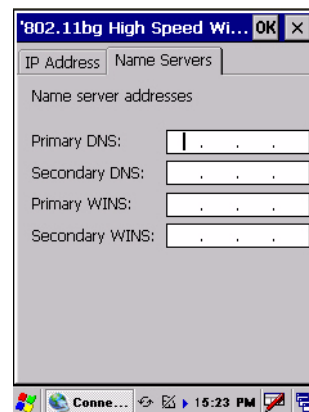 '802.11bg High Speed Wi... OK ×
IP Address Name Servers
Name server addresses
Primary DNS: . . .
Secondary DNS: . . .
Primary WINS: . . .
Secondary WINS: . . .
Conne... 15:23 PM